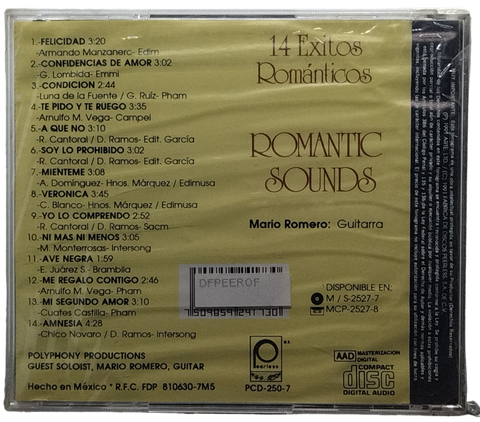 1.-FELICIDAD 3:20
-Armando Manzanero- Edim
2.-CONFIDENCIAS DE AMOR 3:02
-G. Lombida- Emmi
3.-CONDICION 2:44
Luna de la Fuente / G. Ruíz- Pham
4.-TE PIDO Y TE RUEGO 3:35
Arnulfo M. Vega- Campel
5.-A QUE NO 3:10
R. Cantoral / D. Ramos- Edit. García
6.-SOY LO PROHIBIDO 3:02
R. Cantoral / D. Ramos- Edit. García
7.-MIENTEME 3:08
A. Dominguez- Hnos. Márquez / Edimusa
8.-VERONICA 3:45
C. Blanco- Hnos. Márquez / Edimusa
9.-YO LO COMPRENDO 2:52
R. Cantoral / D. Ramos- Sacm
10.-NI MAS NI MENOS 3:05
M. Monterrosas- Intersong
11.-AVE NEGRA 1:59
E. Juárez S.- Brambila
12.-ME REGALO CONTIGO 2:46
Arnulfo M. Vega- Pham
13.-MI SEGUNDO AMOR 3:10
Cuates Castilla- Pham
14.-AMNESIA 4:28
Chico Novaro / D. Ramos- Intersong
POLYPHONY PRODUCTIONS
GUEST SOLOIST, MARIO ROMERO, GUITAR
Hecho en México * R.F.C. FDP 810630-7M5
14 Exitos
Románticos
ROMANTIC
SOUNDS
Mario Romero: Guitarra
DFPEEROF
DISPONIBLE EN:
M / S-2527-7
MCP-2527-8
Peerless
PCD-250-7
AAD MASTERIZACION
DIGITAL
COMPACT
disc
DIGITAL AUDIO